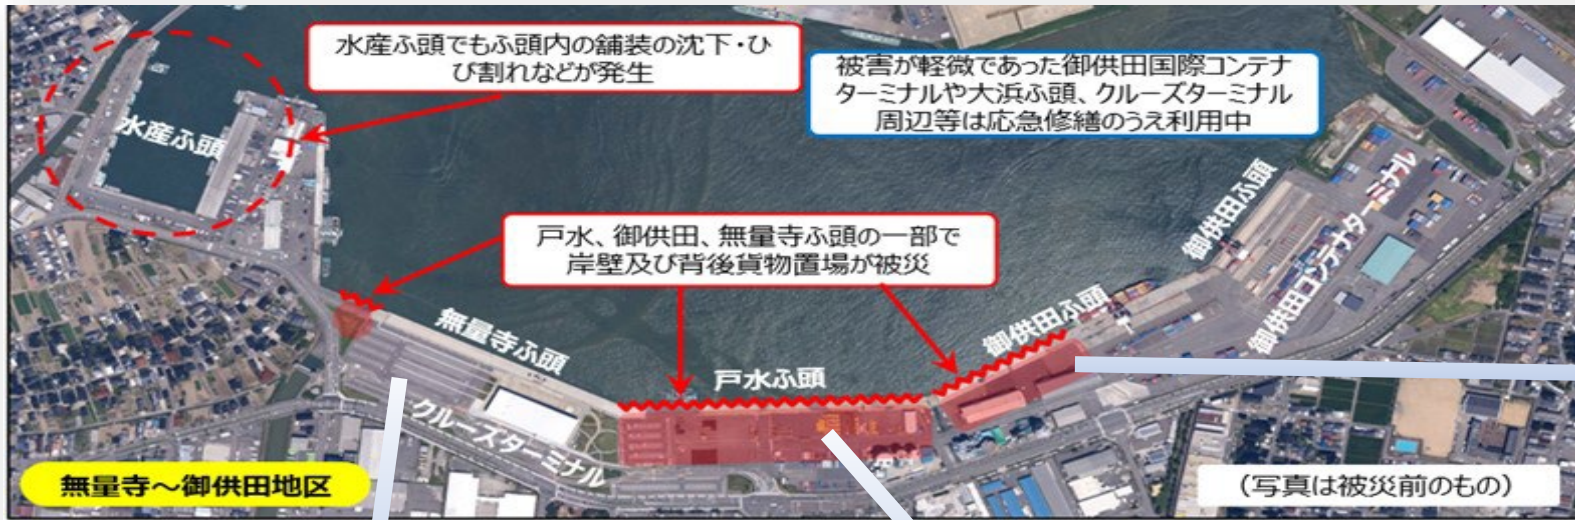 水産ふ頭でもふ頭内の舗装の沈下・ひ
び割れなどが発生
被害が軽微であった御供田国際コンテナ
ターミナルや大浜ふ頭、クルーズターミナル
周辺等は応急修繕のうえ利用中
水産ふ頭
御供田ふ頭
御供田コンテナターミナル
戸水、御供田、無量寺ふ頭の一部で
岸壁及び背後貨物置場が被災
無量寺ふ頭
御供田ふ頭
戸水ふ頭
クルーズターミナル
無量寺～御供田地区
（写真は被災前のもの）